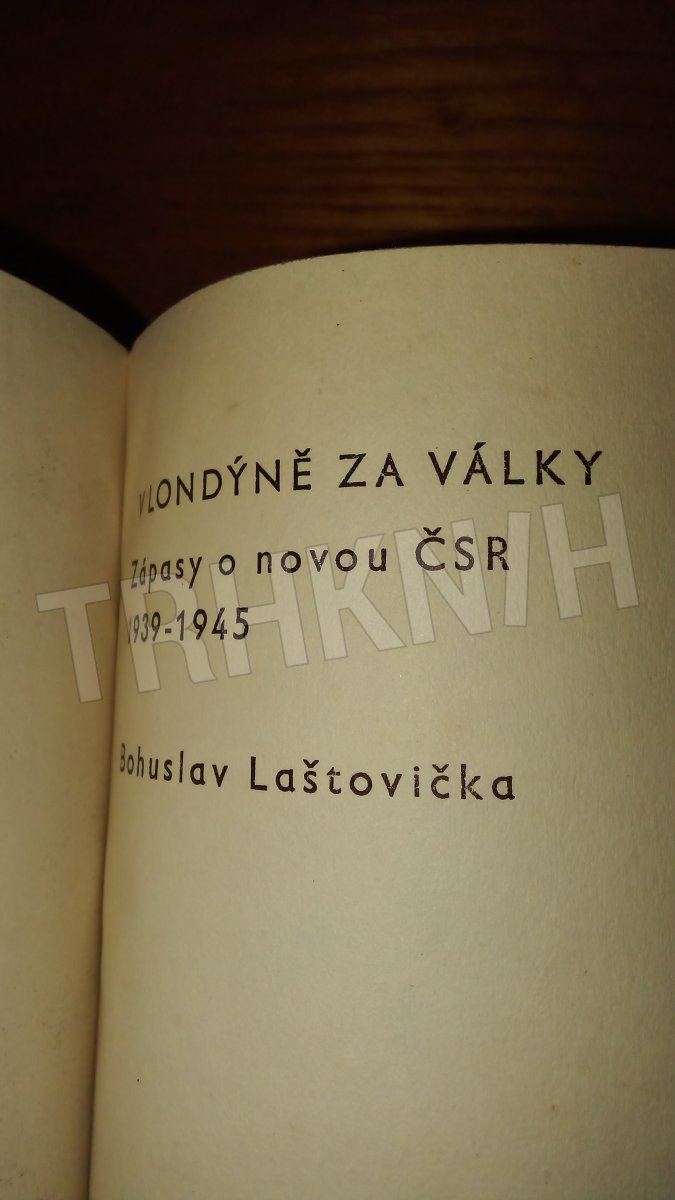 V LONDÝNĚ ZA VÁLKY
Zápasy o novou ČSR
1939-1945
TRHKNIH
Bohuslav Laštovička